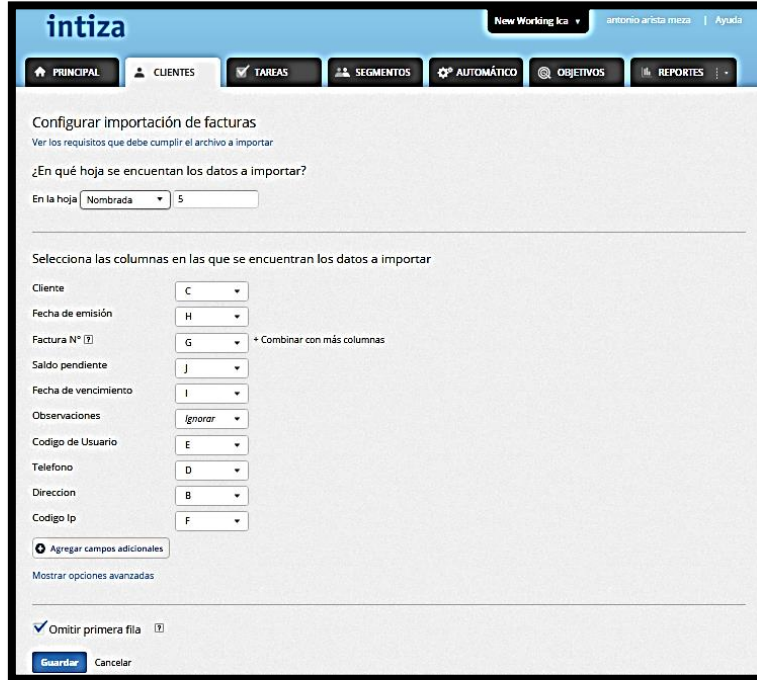 intiza
New Working Ica
antonio arista meza | Ayuda
PRINCIPAL CLIENTES TAREAS SEGMENTOS AUTOMÁTICO OBJETIVOS REPORTES
Configurar importación de facturas
Ver los requisitos que debe cumplir el archivo a importar
¿En qué hoja se encuentran los datos a importar?
En la hoja Nombrada 5
Selecciona las columnas en las que se encuentran los datos a importar
Cliente C
Fecha de emisión H
Factura N° ? G + Combinar con más columnas
Saldo pendiente J
Fecha de vencimiento I
Observaciones Ignorar
Codigo de Usuario E
Telefono D
Direccion B
Codigo Ip F
Agregar campos adicionales
Mostrar opciones avanzadas
Omitir primera fila ?
Guardar Cancelar